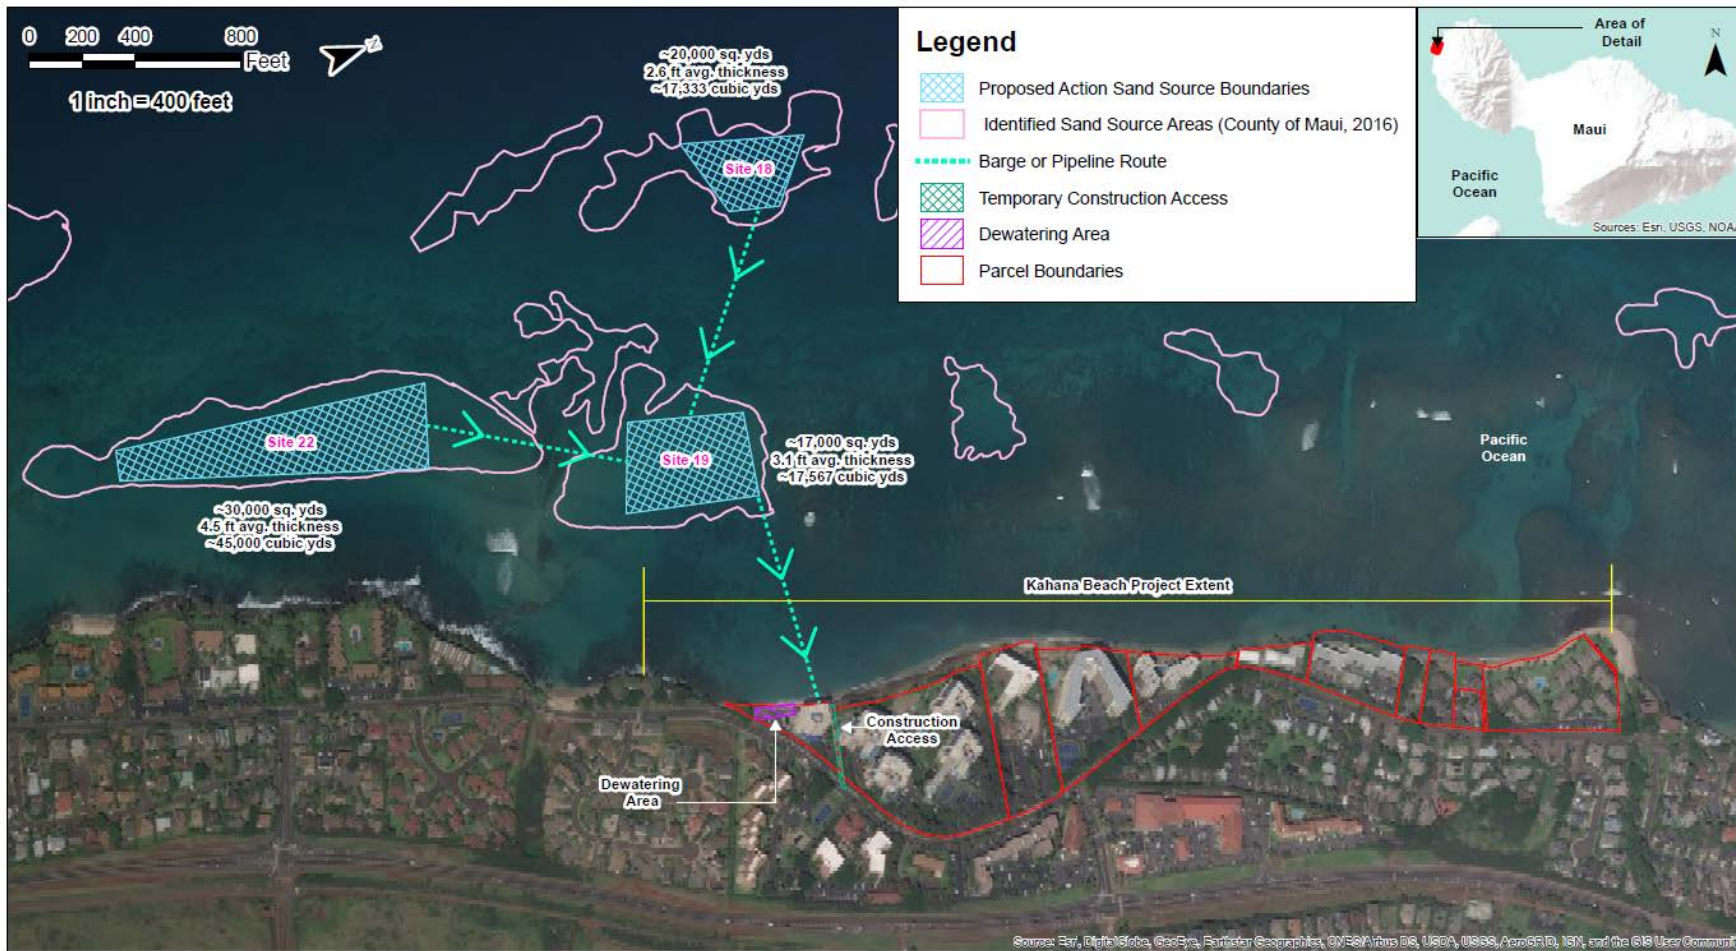 0 200 400 800
Feet
N
1 inch = 400 feet
~20,000 sq. yds
2.6 ft avg. thickness
~17,333 cubic yds
Site 18
Legend
Proposed Action Sand Source Boundaries
Identified Sand Source Areas (County of Maui, 2016)
Barge or Pipeline Route
Temporary Construction Access
Dewatering Area
Parcel Boundaries
Area of
Detail
N
Maui
Pacific
Ocean
Sources: Esri, USGS, NOAA
Site 22
~30,000 sq. yds
4.5 ft avg. thickness
~45,000 cubic yds
Site 19
~17,000 sq. yds
3.1 ft avg. thickness
~17,567 cubic yds
Pacific
Ocean
Kahana Beach Project Extent
Construction
Access
Dewatering
Area
Source: Esri, DigitalGlobe, GeoEye, Earthstar Geographics, CNES/Airbus DS, USDA, USGS, AeroGRID, IGN, and the GIS User Commun